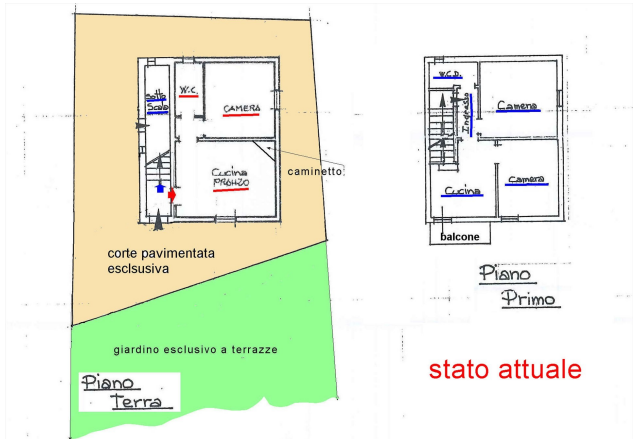 Sotto
Scala
W.C.
CAMERA
Cucina
PRANZO
caminetto
corte pavimentata
esclsusiva
giardino esclusivo a terrazze
Piano
Terra
W.C.D.
Ingresso
Camera
Cucina
Camera
balcone
Piano
Primo
stato attuale